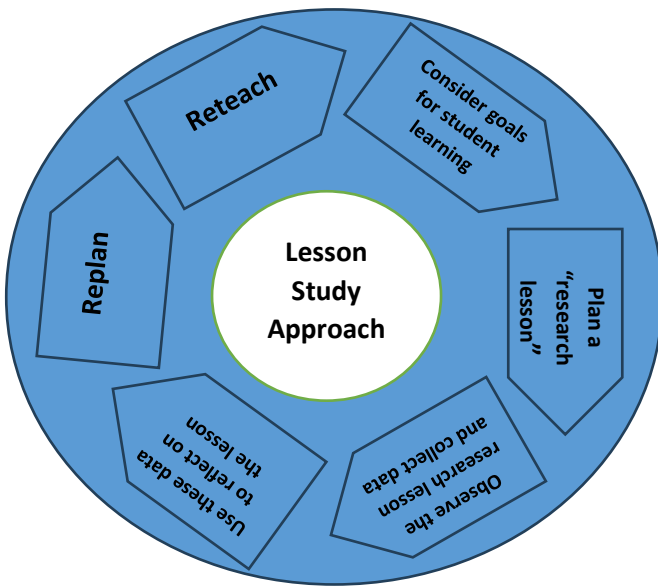 Lesson
Study
Approach
Consider goals
for student
learning
Plan a
“research
lesson”
Observe the
research lesson
and collect data
Use these data
to reflect on
the lesson
Replan
Reteach